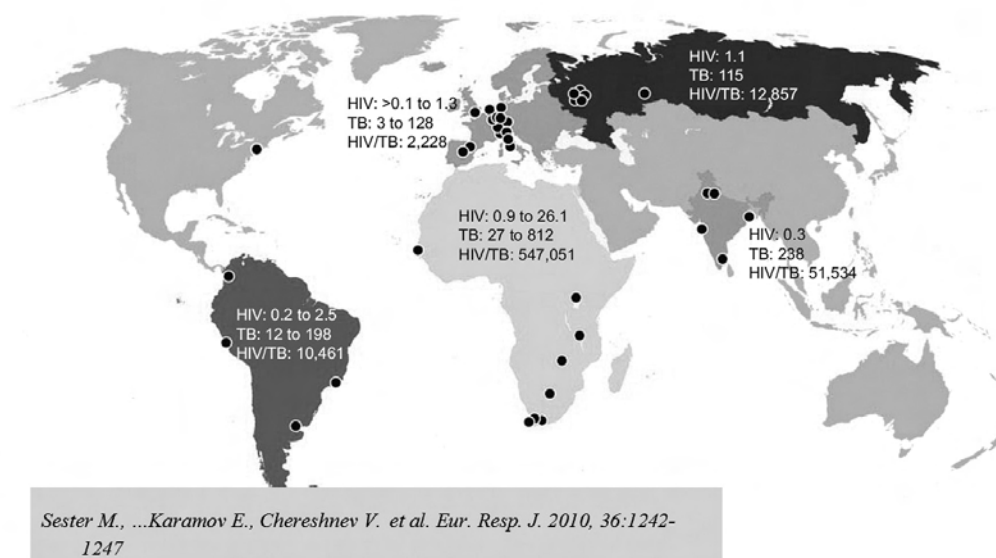 HIV: 1.1
TB: 115
HIV/TB: 12,857
HIV: >0.1 to 1.3
TB: 3 to 128
HIV/TB: 2,228
HIV: 0.9 to 26.1
TB: 27 to 812
HIV/TB: 547,051
HIV: 0.3
TB: 238
HIV/TB: 51,534
HIV: 0.2 to 2.5
TB: 12 to 198
HIV/TB: 10,461
Sester M., ...Karamov E., Chereshnev V. et al. Eur. Resp. J. 2010, 36:1242-
1247